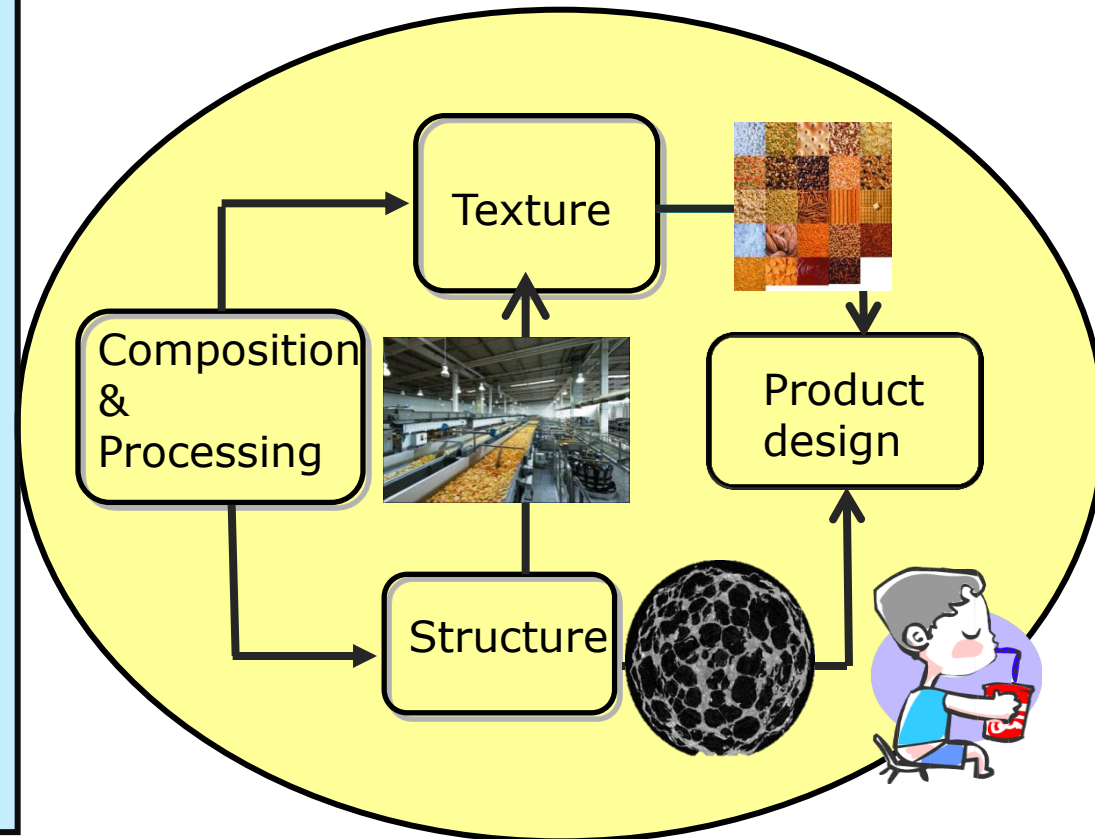 Texture
Composition
&
Processing
Product
design
Structure